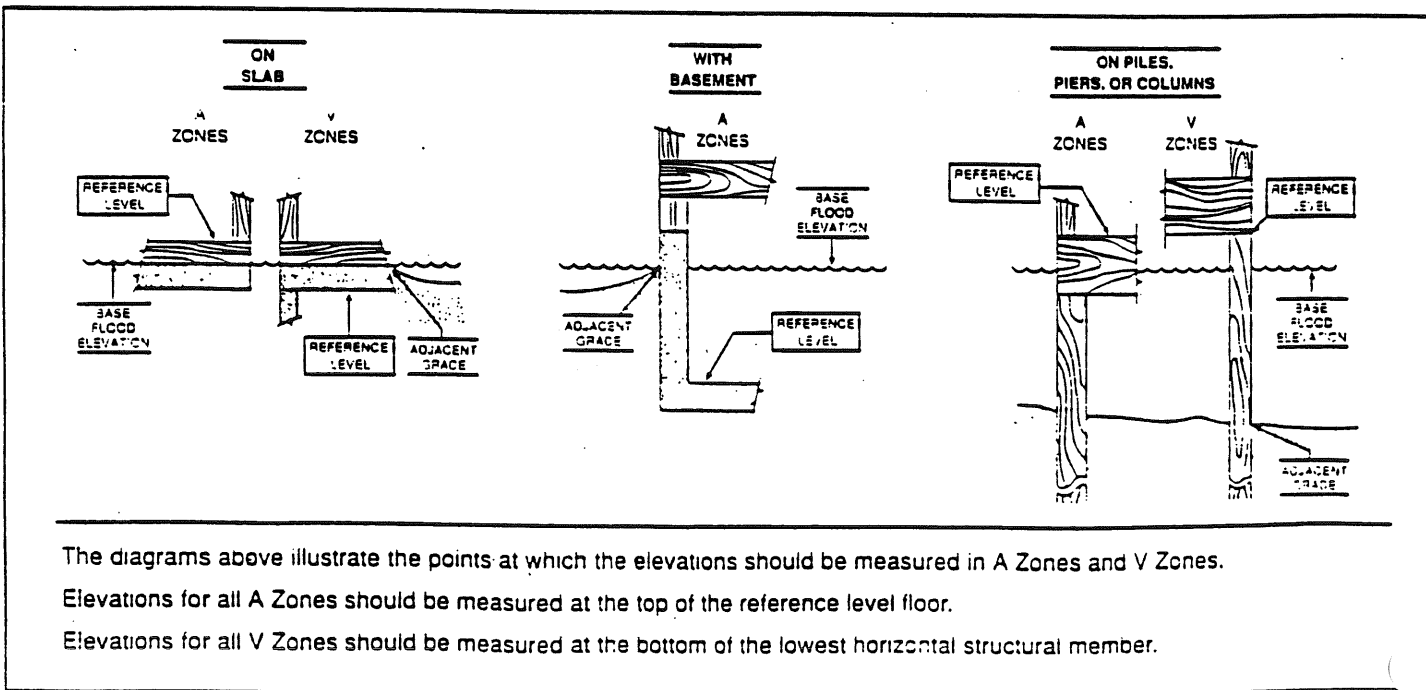 ON
SLAB
A
ZONES
V
ZONES
REFERENCE
LEVEL
BASE
FLOOD
ELEVATION
REFERENCE
LEVEL
ADJACENT
GRADE
WITH
BASEMENT
A
ZONES
BASE
FLOOD
ELEVATION
ADJACENT
GRADE
REFERENCE
LEVEL
ON PILES.
PIERS. OR COLUMNS
A
ZONES
V
ZONES
REFERENCE
LEVEL
REFERENCE
LEVEL
BASE
FLOOD
ELEVATION
ADJACENT
GRADE
The diagrams above illustrate the points at which the elevations should be measured in A Zones and V Zones.
Elevations for all A Zones should be measured at the top of the reference level floor.
Elevations for all V Zones should be measured at the bottom of the lowest horizontal structural member.